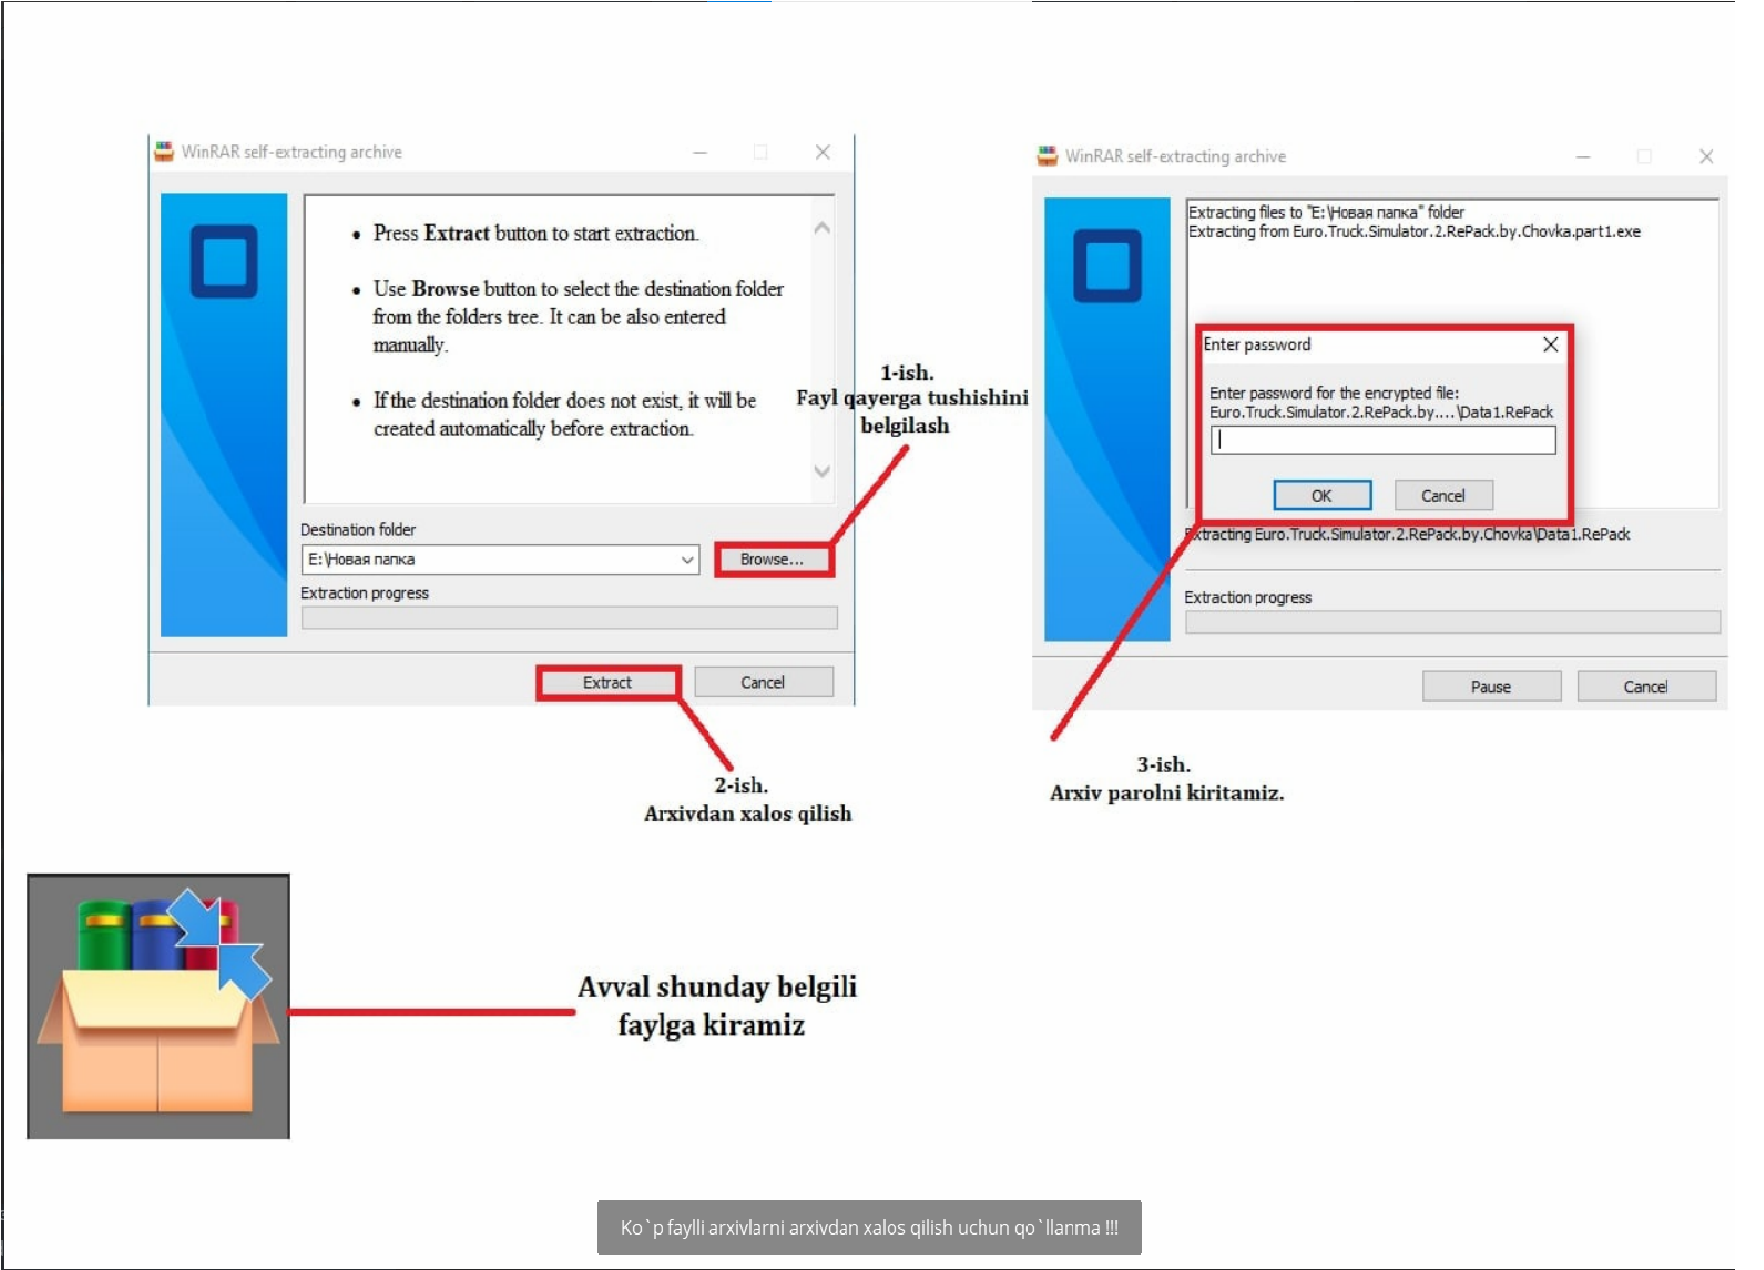 WinRAR self-extracting archive
• Press Extract button to start extraction.
• Use Browse button to select the destination folder
from the folders tree. It can be also entered
manually.
• If the destination folder does not exist, it will be
created automatically before extraction.
Destination folder
E:\Новая папка
Browse...
Extraction progress
Extract
Cancel
1-ish.
Fayl qayerga tushishini
belgilash
2-ish.
Arxivdan xalos qilish
WinRAR self-extracting archive
Extracting files to "E:\Новая папка" folder
Extracting from Euro.Truck.Simulator.2.RePack.by.Chovka.part1.exe
Enter password
Enter password for the encrypted file:
Euro.Truck.Simulator.2.RePack.by....\Data1.RePack
OK
Cancel
Extracting Euro.Truck.Simulator.2.RePack.by.Chovka\Data1.RePack
Extraction progress
Pause
Cancel
3-ish.
Arxiv parolni kiritamiz.
Avval shunday belgili
faylga kiramiz
Ko`p faylli arxivlarni arxivdan xalos qilish uchun qo`llanma !!!